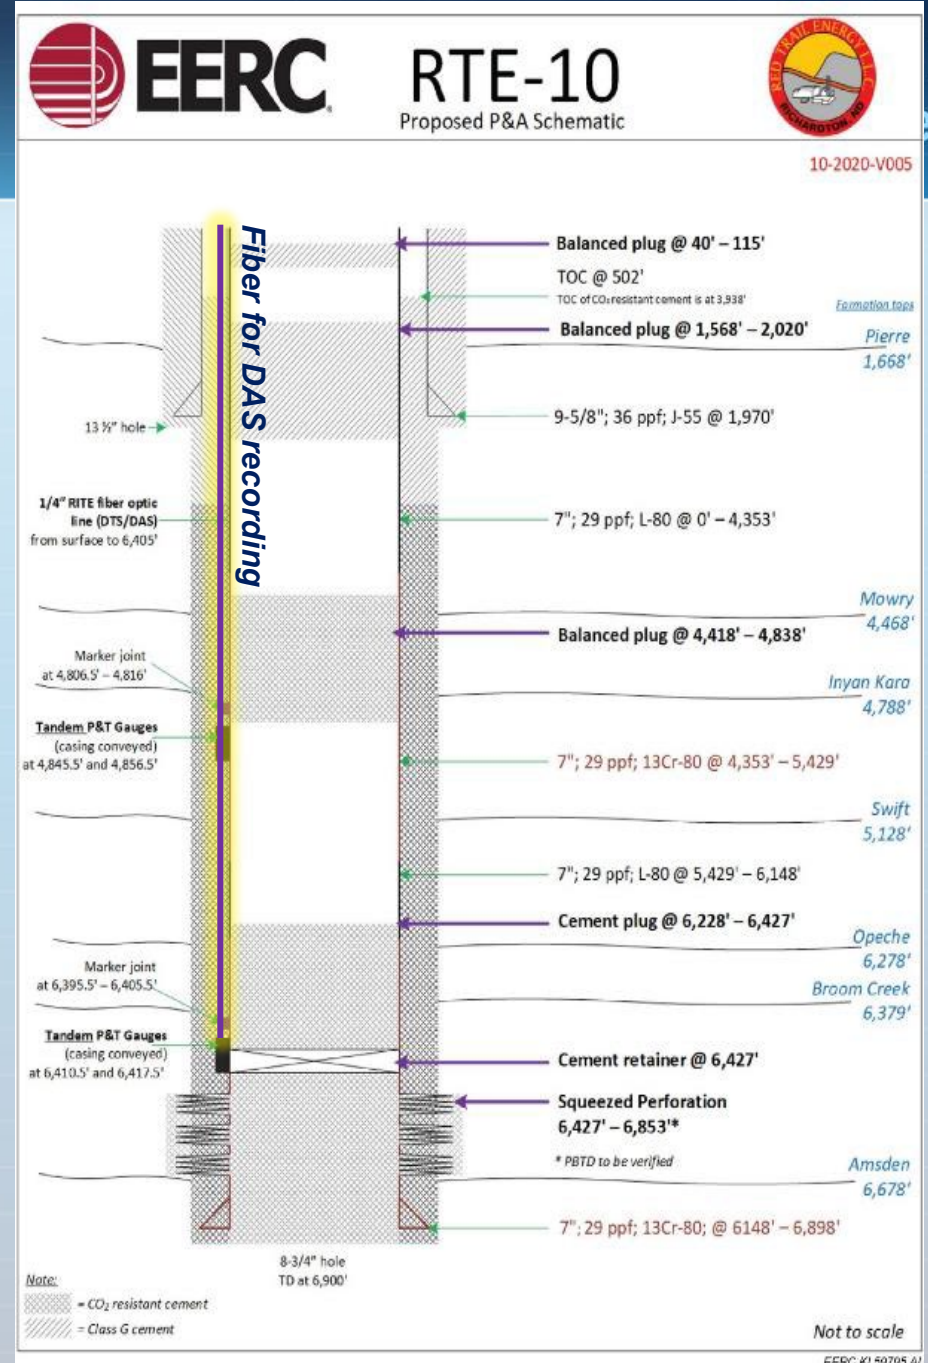 EERC
RTE-10
Proposed P&A Schematic
RED TRAIL ENERGY L.L.C
RICHARDTON, ND
10-2020-V005
Fiber for DAS recording
Balanced plug @ 40' – 115'
TOC @ 502'
TOC of CO₂ resistant cement is at 3,938'
Formation tops
Balanced plug @ 1,568' – 2,020'
Pierre
1,668'
9-5/8"; 36 ppf; J-55 @ 1,970'
13 ½" hole
1/4" RITE fiber optic
line (DTS/DAS)
from surface to 6,405'
7"; 29 ppf; L-80 @ 0' – 4,353'
Mowry
4,468'
Balanced plug @ 4,418' – 4,838'
Marker joint
at 4,806.5' – 4,816'
Inyan Kara
4,788'
Tandem P&T Gauges
(casing conveyed)
at 4,845.5' and 4,856.5'
7"; 29 ppf; 13Cr-80 @ 4,353' – 5,429'
Swift
5,128'
7"; 29 ppf; L-80 @ 5,429' – 6,148'
Cement plug @ 6,228' – 6,427'
Opeche
6,278'
Marker joint
at 6,395.5' – 6,405.5'
Broom Creek
6,379'
Tandem P&T Gauges
(casing conveyed)
at 6,410.5' and 6,417.5'
Cement retainer @ 6,427'
Squeezed Perforation
6,427' – 6,853'*
* PBTD to be verified
Amsden
6,678'
7"; 29 ppf; 13Cr-80; @ 6148' – 6,898'
8-3/4" hole
TD at 6,900'
Note:
= CO₂ resistant cement
= Class G cement
Not to scale